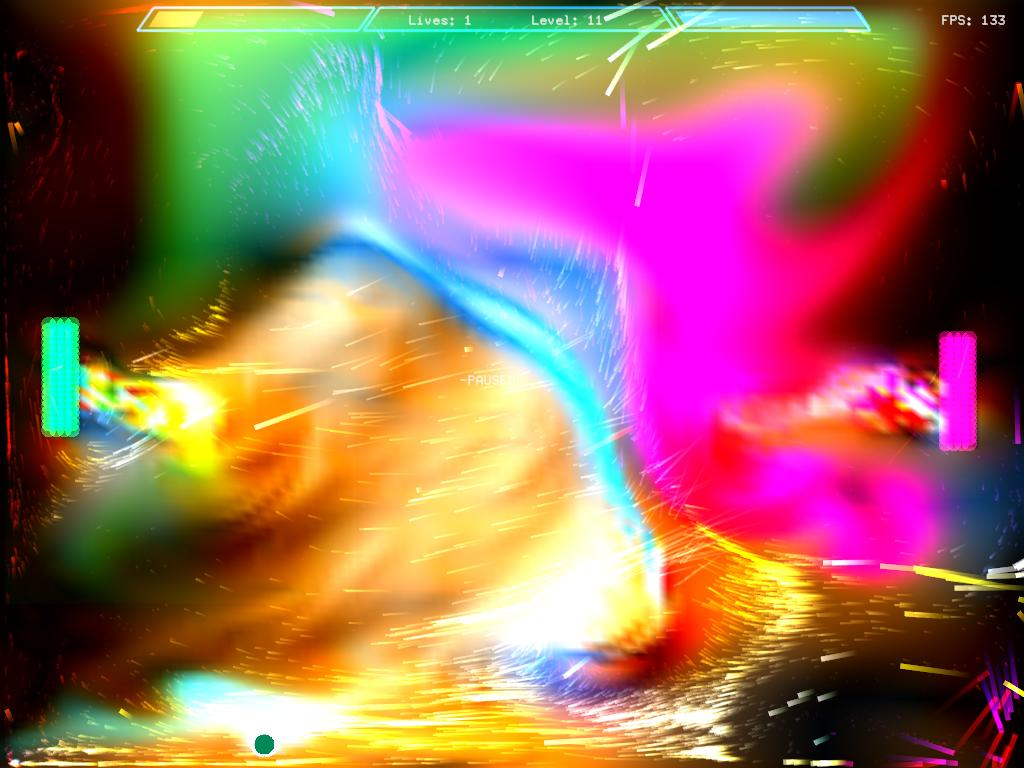 Lives: 1
Level: 11
FPS: 133
-PAUSED-